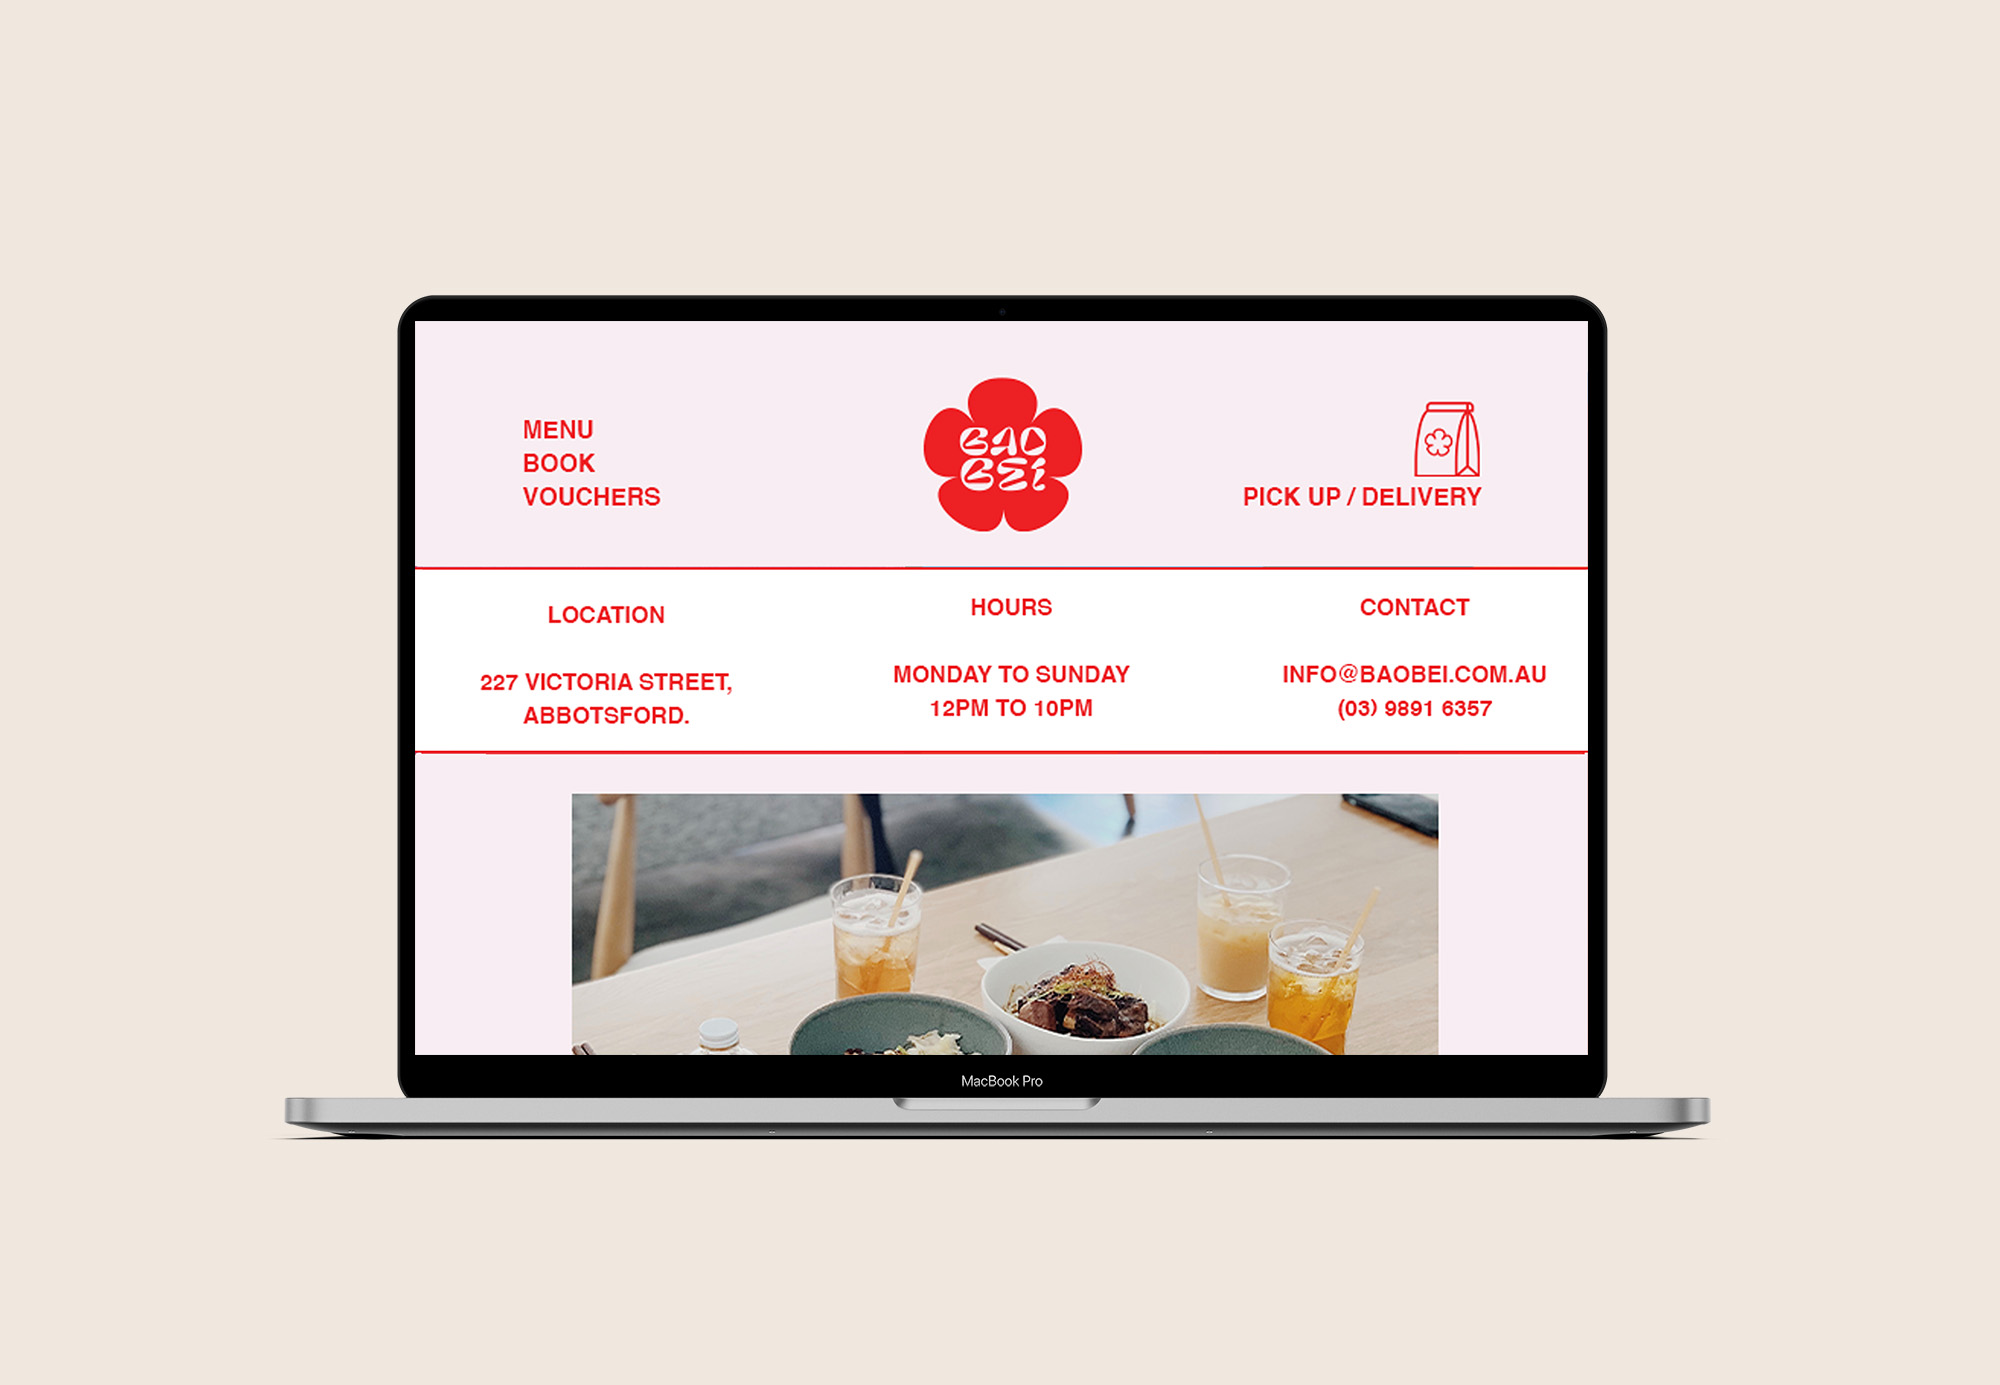 MENU
BOOK
VOUCHERS
BAO
BEI
PICK UP / DELIVERY
LOCATION
227 VICTORIA STREET,
ABBOTSFORD.
HOURS
MONDAY TO SUNDAY
12PM TO 10PM
CONTACT
INFO@BAOBEI.COM.AU
(03) 9891 6357
MacBook Pro